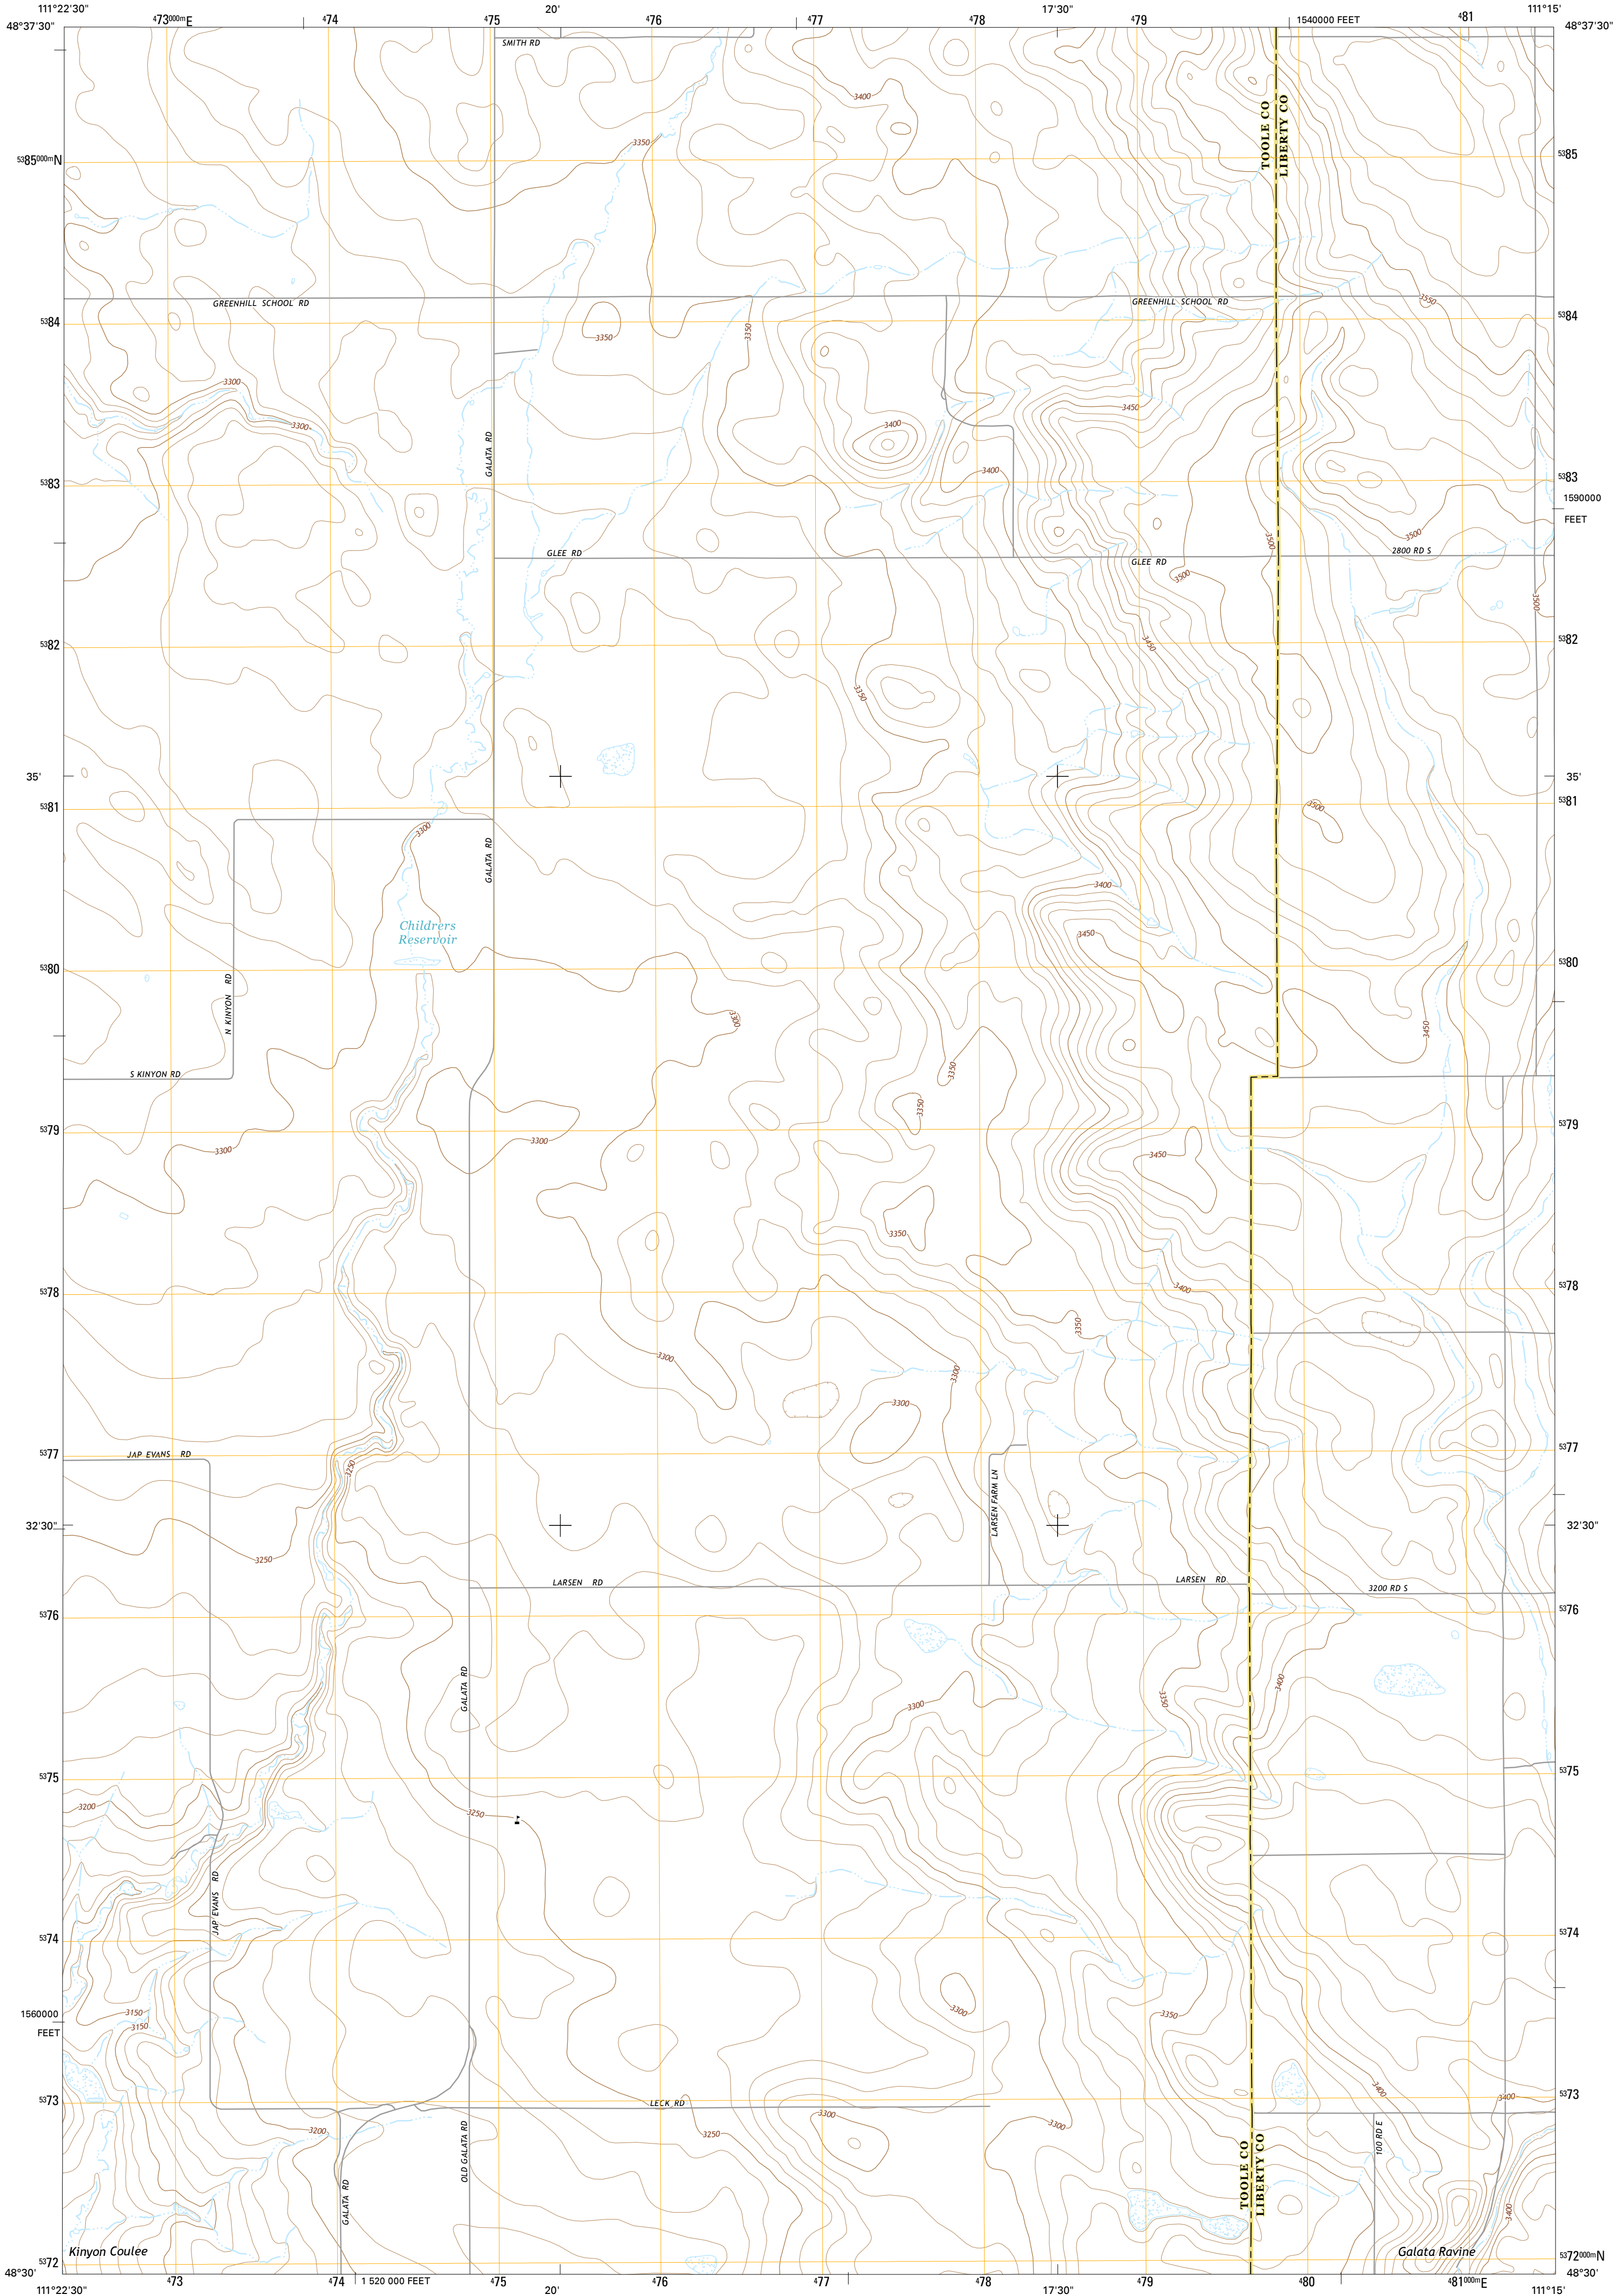 111°22'30" 473000mE 474 475 20' 476 477 478 17'30" 479 1540000 FEET 481 111°15'
48°37'30" 48°37'30"
SMITH RD
3400
TOOLE CO
LIBERTY CO
3350
5385000mN 5385
GREENHILL SCHOOL RD GREENHILL SCHOOL RD 3550
5384 5384
3350 3350
3300
3450
3400
3300
GALATA RD
3400
5383 5383
1590000
FEET
3500
3500
GLEE RD GLEE RD 2800 RD S
3500
3500
3450
5382 5382
3350
35' 35'
5381 5381
3500
3300
GALATA RD
3400
Childrers
Reservoir
3450
5380 5380
N KINYON RD
3300
3450
3350
S KINYON RD
3350
5379 5379
3300
3300
3450
3350
5378 5378
3400
3350
3300
3300
3300
5377 5377
JAP EVANS RD
3250
LARSEN FARM LN
32'30" 32'30"
3250
LARSEN RD LARSEN RD
3200 RD S
5376 5376
GALATA RD
3400
3350
3300
5375 5375
3200
3250
JAP EVANS RD
5374 5374
3300
3350
3150
1560000
FEET
3150
3400
5373 5373
3400
LECK RD
3200
3250
3300
3300
100 RD E
OLD GALATA RD
GALATA RD
TOOLE CO
LIBERTY CO
3400
Kinyon Coulee Galata Ravine
5372 5372000mN
48°30' 48°30'
473 474 1 520 000 FEET 475 20' 476 477 478 17'30" 479 480 481000mE
111°22'30" 111°15'